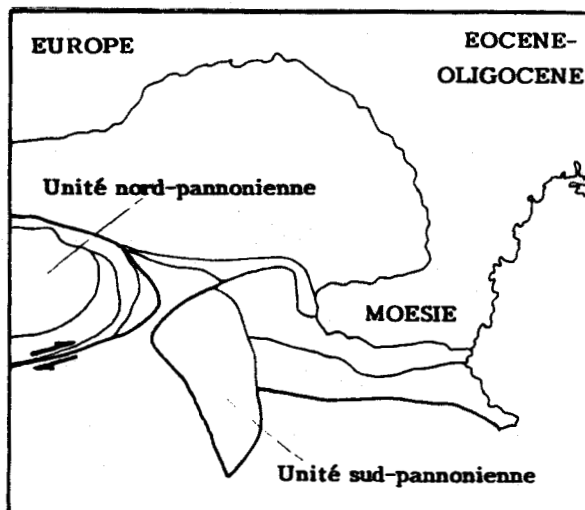 EUROPE
EOCENE-
OLIGOCENE
Unité nord-pannonienne
MOESIE
Unité sud-pannonienne